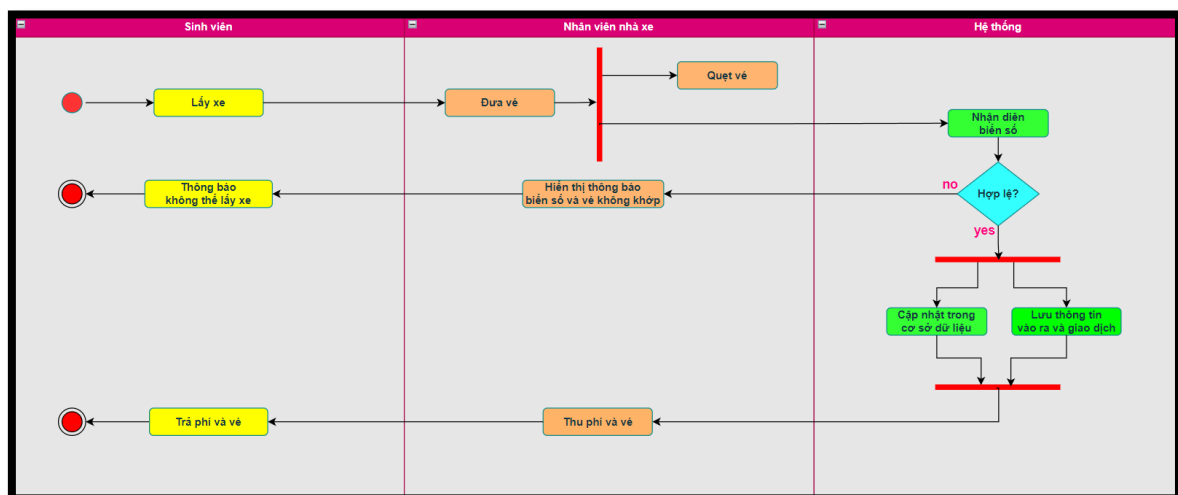 Sinh viên
Nhân viên nhà xe
Hệ thống
Quẹt vé
Lấy xe
Đưa vé
Nhận diên
biển số
Thông báo
không thể lấy xe
Hiển thị thông báo
biển số và vé không khớp
no
Hợp lệ?
yes
Cập nhật trong
cơ sở dữ liệu
Lưu thông tin
vào ra và giao dịch
Trả phí và vé
Thu phí và vé